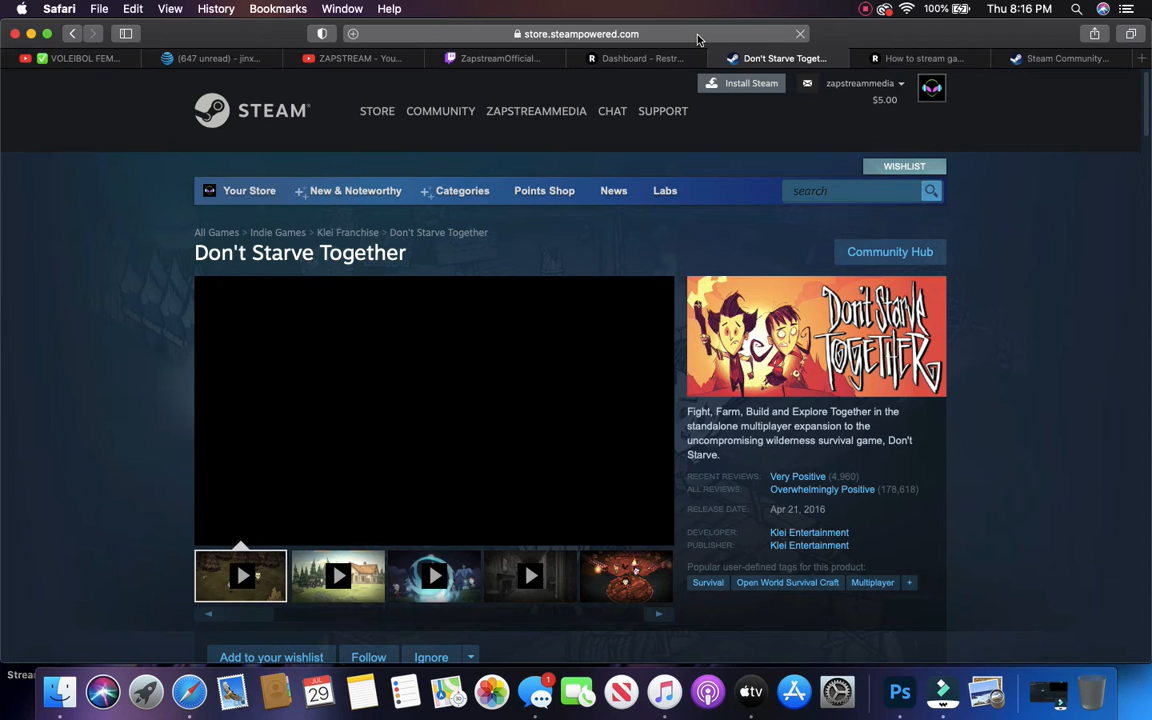 Safari File Edit View History Bookmarks Window Help 100% Thu 8:16 PM
store.steampowered.com
VOLEIBOL FEM... (647 unread) - jinx... ZAPSTREAM - You... ZapstreamOfficial... Dashboard - Restr... Don't Starve Toget... How to stream ga... Steam Community...
Install Steam zapstreammedia
$5.00
STEAM® STORE COMMUNITY ZAPSTREAMMEDIA CHAT SUPPORT
WISHLIST
Your Store New & Noteworthy Categories Points Shop News Labs search
All Games > Indie Games > Klei Franchise > Don't Starve Together
Don't Starve Together
Community Hub
Don't Starve
TOGETHER
Fight, Farm, Build and Explore Together in the
standalone multiplayer expansion to the
uncompromising wilderness survival game, Don't
Starve.
RECENT REVIEWS: Very Positive (4,960)
ALL REVIEWS: Overwhelmingly Positive (178,618)
RELEASE DATE: Apr 21, 2016
DEVELOPER: Klei Entertainment
PUBLISHER: Klei Entertainment
Popular user-defined tags for this product:
Survival Open World Survival Craft Multiplayer +
Add to your wishlist Follow Ignore
Strea
JUL
29
1
tv
Ps